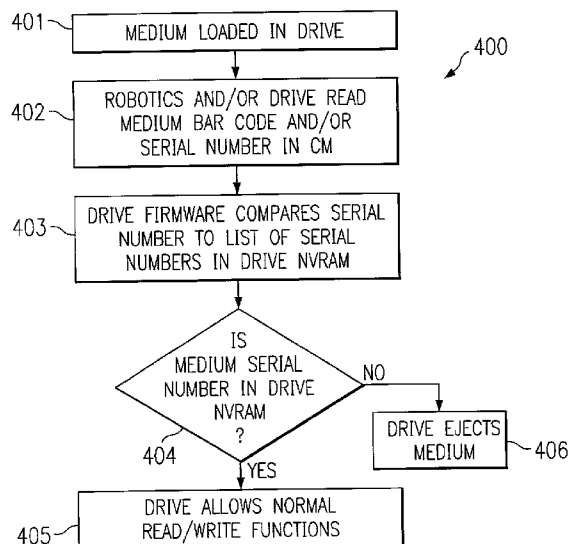 401
MEDIUM LOADED IN DRIVE
400
402
ROBOTICS AND/OR DRIVE READ
MEDIUM BAR CODE AND/OR
SERIAL NUMBER IN CM
403
DRIVE FIRMWARE COMPARES SERIAL
NUMBER TO LIST OF SERIAL
NUMBERS IN DRIVE NVRAM
IS
MEDIUM SERIAL
NUMBER IN DRIVE
NVRAM
?
404
NO
DRIVE EJECTS
MEDIUM
406
YES
405
DRIVE ALLOWS NORMAL
READ/WRITE FUNCTIONS